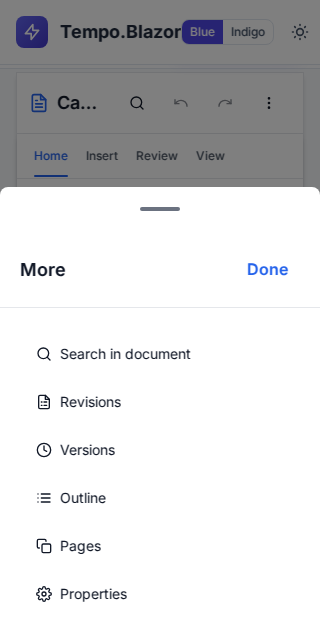 Tempo.Blazor Blue Indigo
Ca...
Home Insert Review View
More Done
Search in document
Revisions
Versions
Outline
Pages
Properties